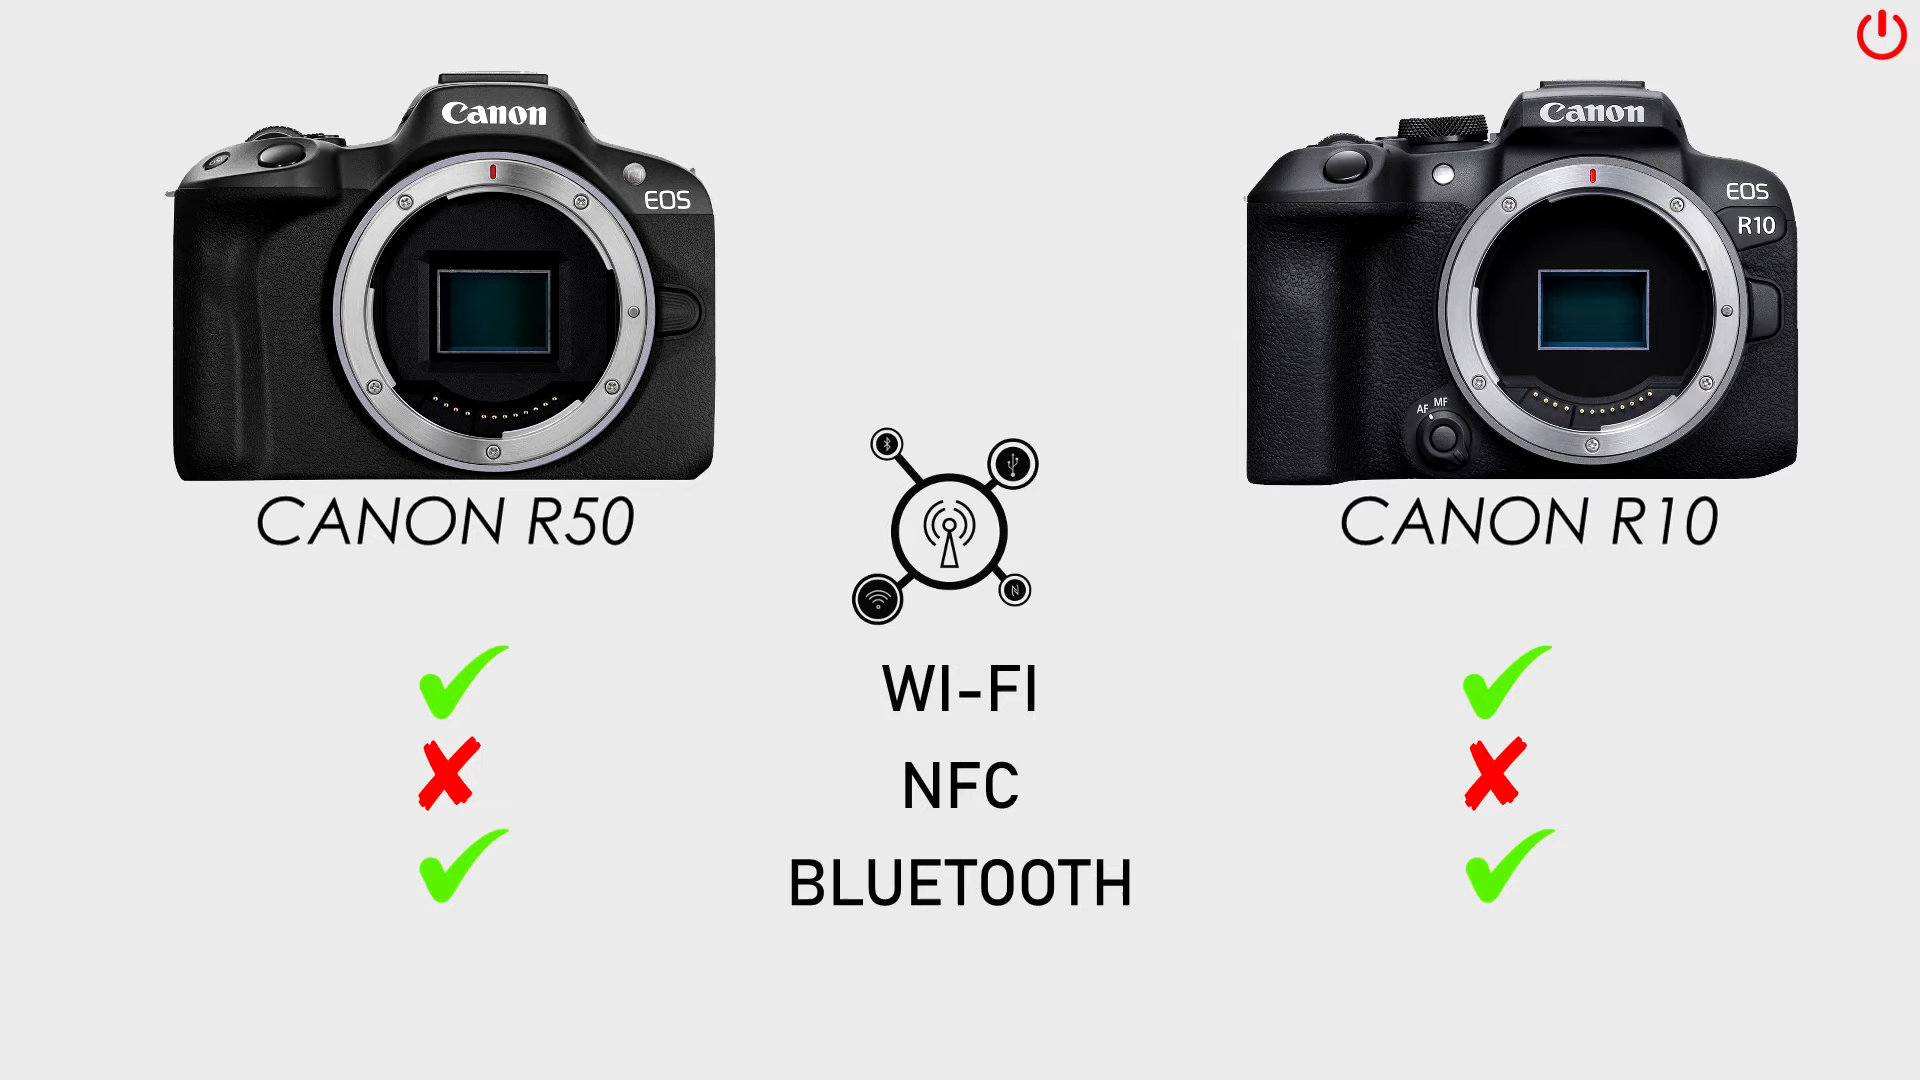 Canon
EOS
Canon
EOS
R10
AF MF
CANON R50
CANON R10
WI-FI
NFC
BLUETOOTH